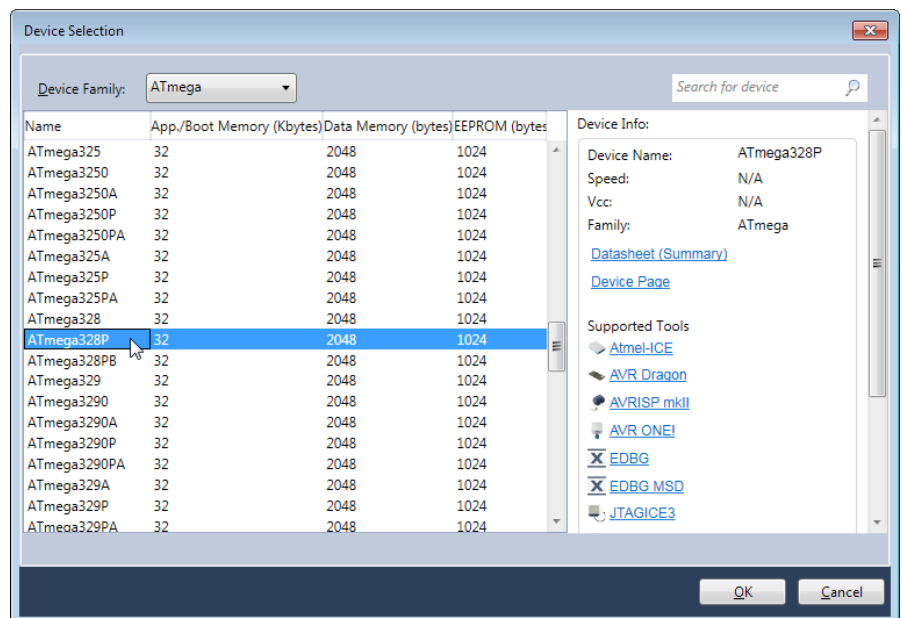 Device Selection
Device Family: ATmega Search for device
Name App./Boot Memory (Kbytes) Data Memory (bytes) EEPROM (bytes
ATmega325 32 2048 1024
ATmega3250 32 2048 1024
ATmega3250A 32 2048 1024
ATmega3250P 32 2048 1024
ATmega3250PA 32 2048 1024
ATmega325A 32 2048 1024
ATmega325P 32 2048 1024
ATmega325PA 32 2048 1024
ATmega328 32 2048 1024
ATmega328P 32 2048 1024
ATmega328PB 32 2048 1024
ATmega329 32 2048 1024
ATmega3290 32 2048 1024
ATmega3290A 32 2048 1024
ATmega3290P 32 2048 1024
ATmega3290PA 32 2048 1024
ATmega329A 32 2048 1024
ATmega329P 32 2048 1024
ATmega329PA 32 2048 1024
Device Info:
Device Name: ATmega328P
Speed: N/A
Vcc: N/A
Family: ATmega
Datasheet (Summary)
Device Page
Supported Tools
Atmel-ICE
AVR Dragon
AVRISP mkII
AVR ONE!
EDBG
EDBG MSD
JTAGICE3
OK Cancel